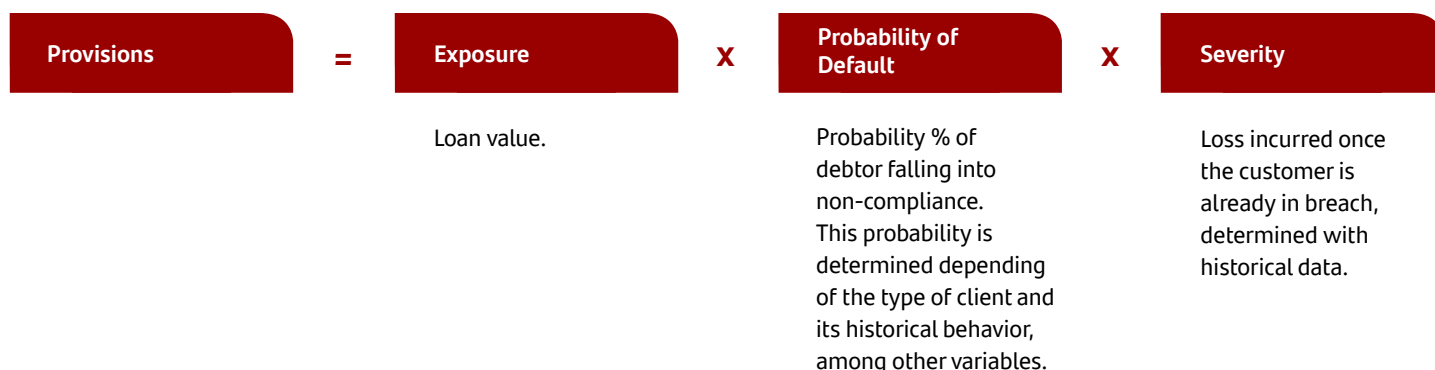 Provisions
=
Exposure
x
Probability of
Default
x
Severity
Loan value.
Probability % of
debtor falling into
non-compliance.
This probability is
determined depending
of the type of client and
its historical behavior,
among other variables.
Loss incurred once
the customer is
already in breach,
determined with
historical data.